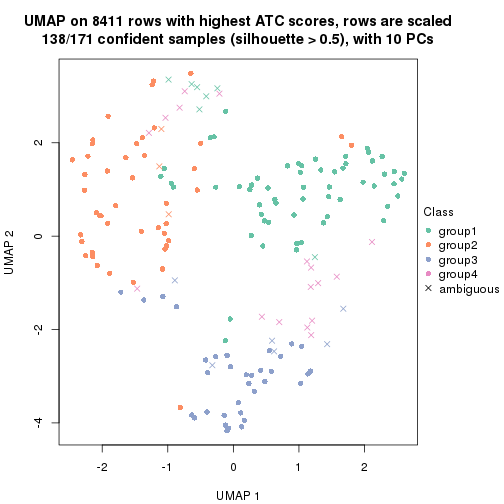 UMAP on 8411 rows with highest ATC scores, rows are scaled
138/171 confident samples (silhouette > 0.5), with 10 PCs
UMAP 2
2
0
-2
-4
-2
-1
0
1
2
UMAP 1
Class
group1
group2
group3
group4
ambiguous